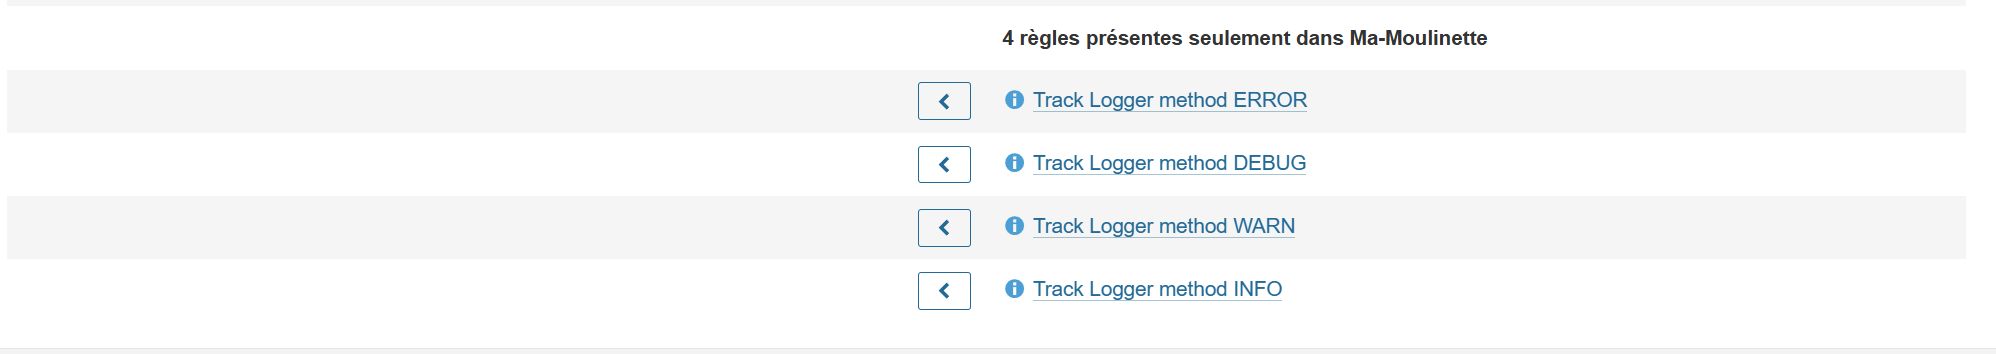 4 règles présentes seulement dans Ma-Moulinette
Track Logger method ERROR
Track Logger method DEBUG
Track Logger method WARN
Track Logger method INFO